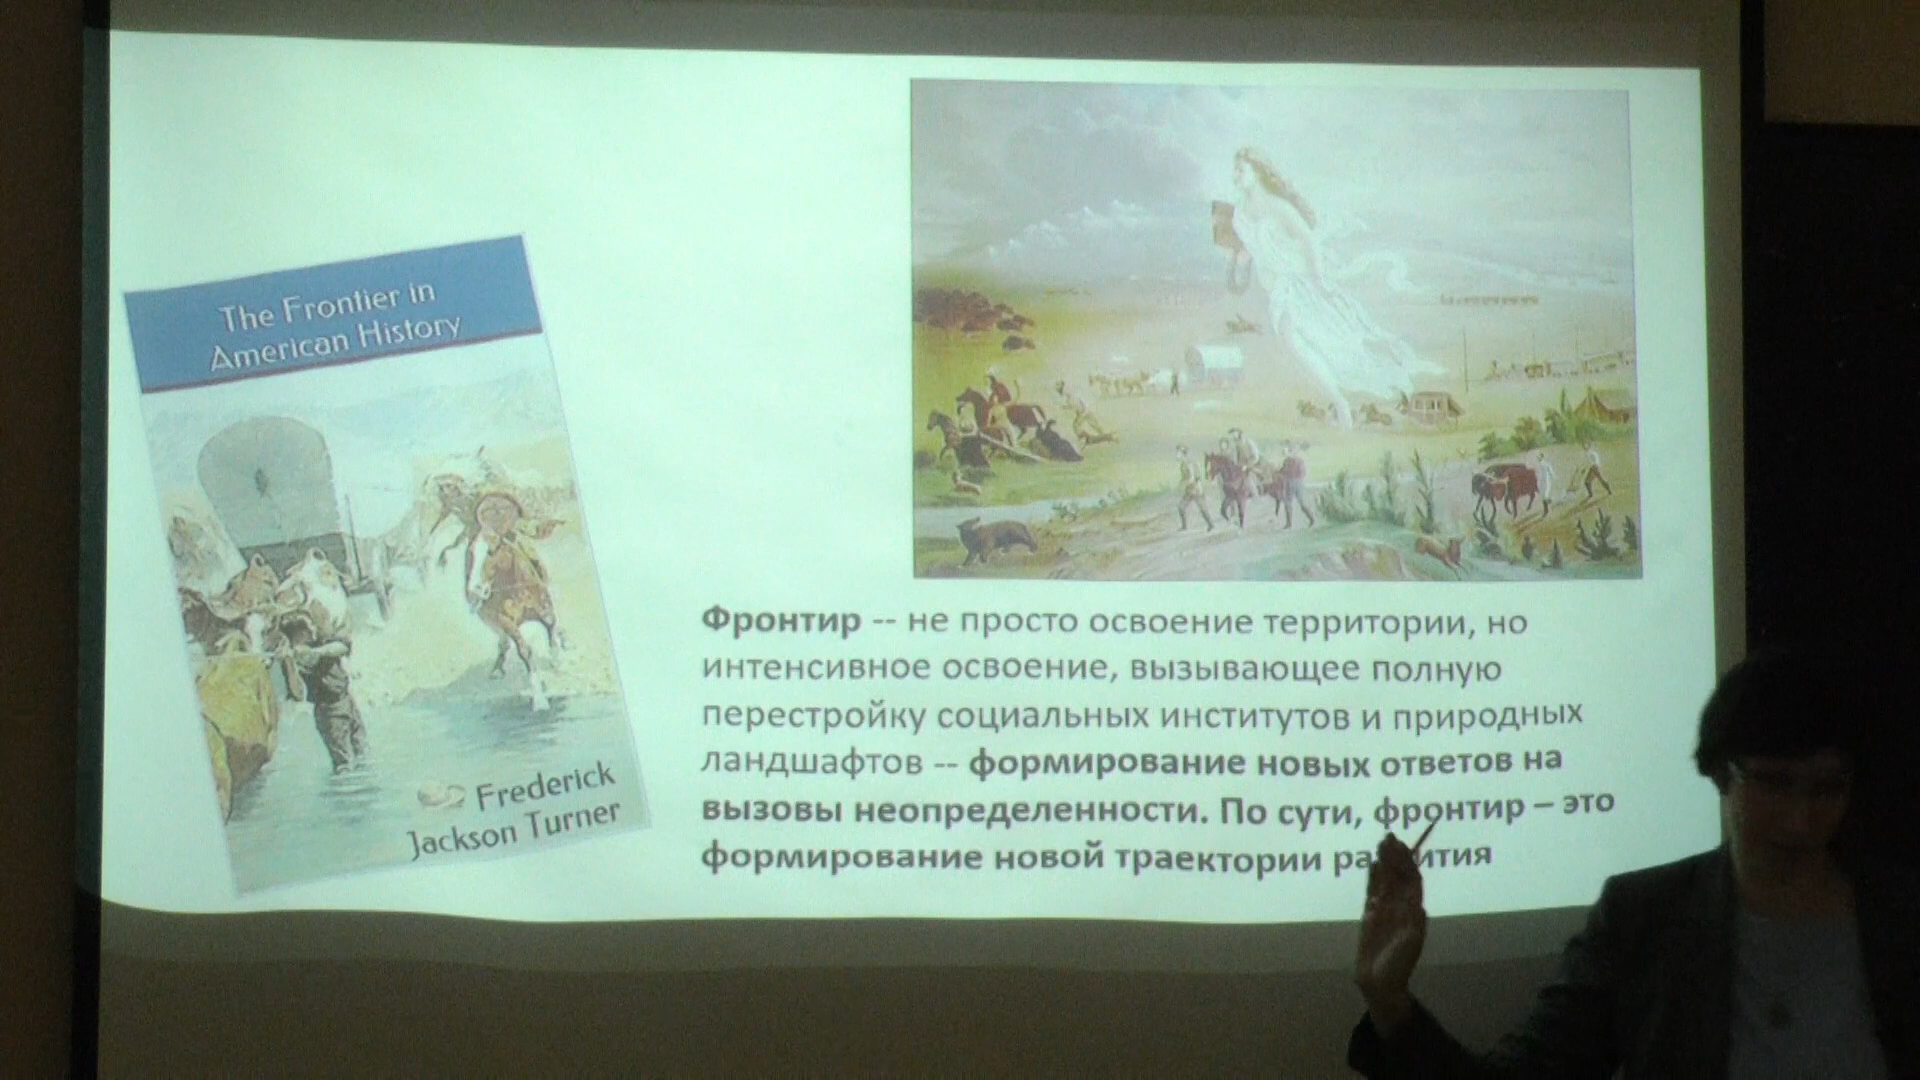 The Frontier in
American History
Frederick
Jackson Turner
Фронтир -- не просто освоение территории, но
интенсивное освоение, вызывающее полную
перестройку социальных институтов и природных
ландшафтов -- формирование новых ответов на
вызовы неопределенности. По сути, фронтир – это
формирование новой траектории развития